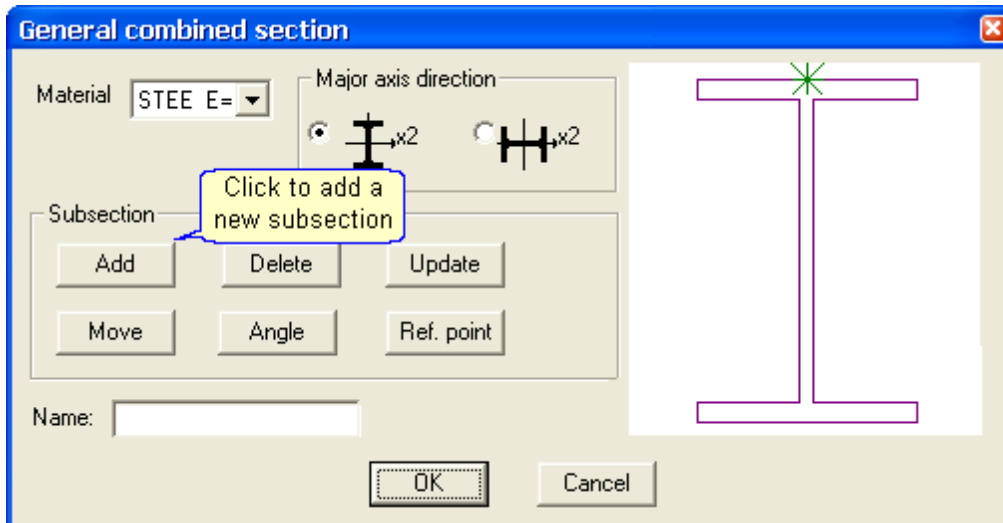 General combined section
Material
STEE E=
Major axis direction
x2
x2
Click to add a
new subsection
Subsection
Add
Delete
Update
Move
Angle
Ref. point
Name:
OK
Cancel